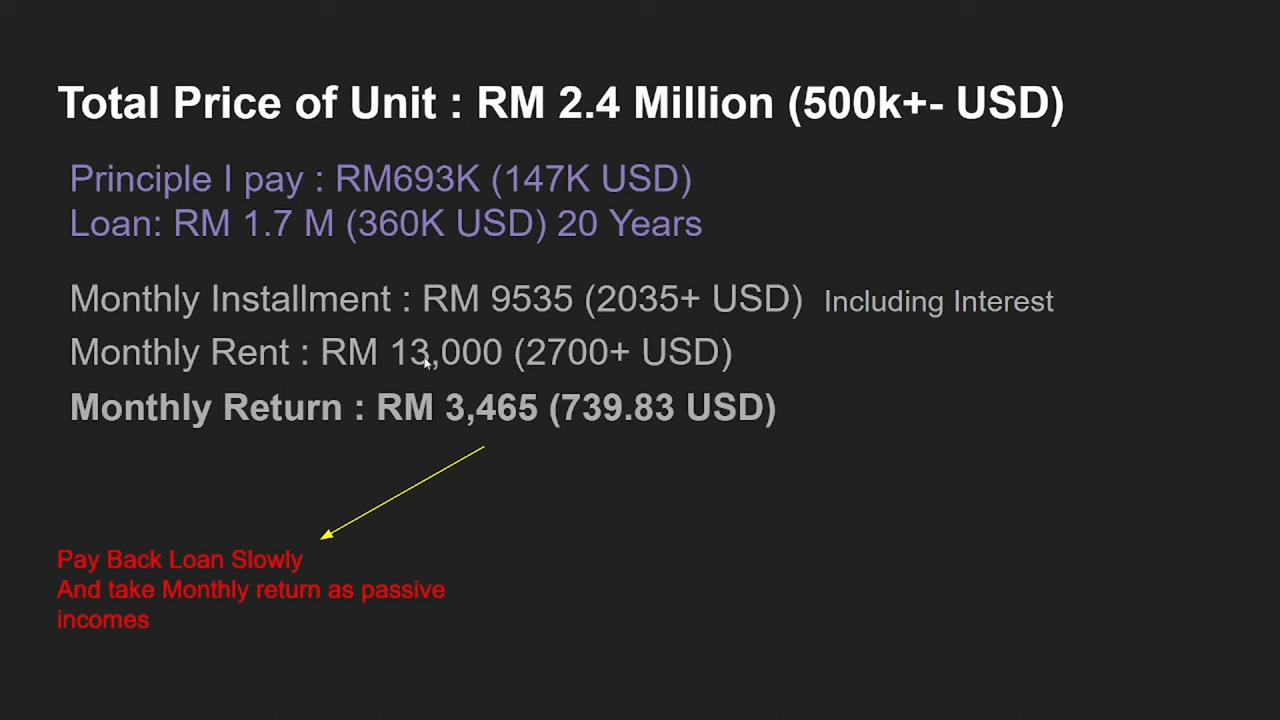 Total Price of Unit : RM 2.4 Million (500k+- USD)
Principle I pay : RM693K (147K USD)
Loan: RM 1.7 M (360K USD) 20 Years
Monthly Installment : RM 9535 (2035+ USD) Including Interest
Monthly Rent : RM 13,000 (2700+ USD)
Monthly Return : RM 3,465 (739.83 USD)
Pay Back Loan Slowly
And take Monthly return as passive
incomes